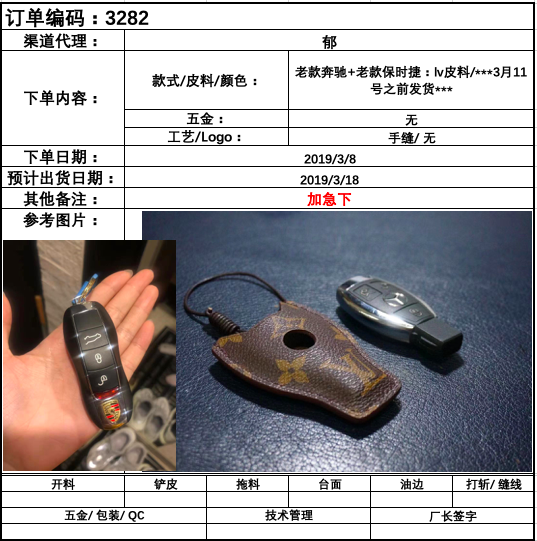 订单编码：3282
渠道代理：
郁
下单内容：
款式/皮料/颜色：
老款奔驰+老款保时捷：lv皮料/***3月11
号之前发货***
五金：
无
工艺/Logo：
手缝/ 无
下单日期：
2019/3/8
预计出货日期：
2019/3/18
其他备注：
加急下
参考图片：
开料
铲皮
拖料
台面
油边
打斩/ 缝线
五金/ 包装/ QC
技术管理
厂长签字